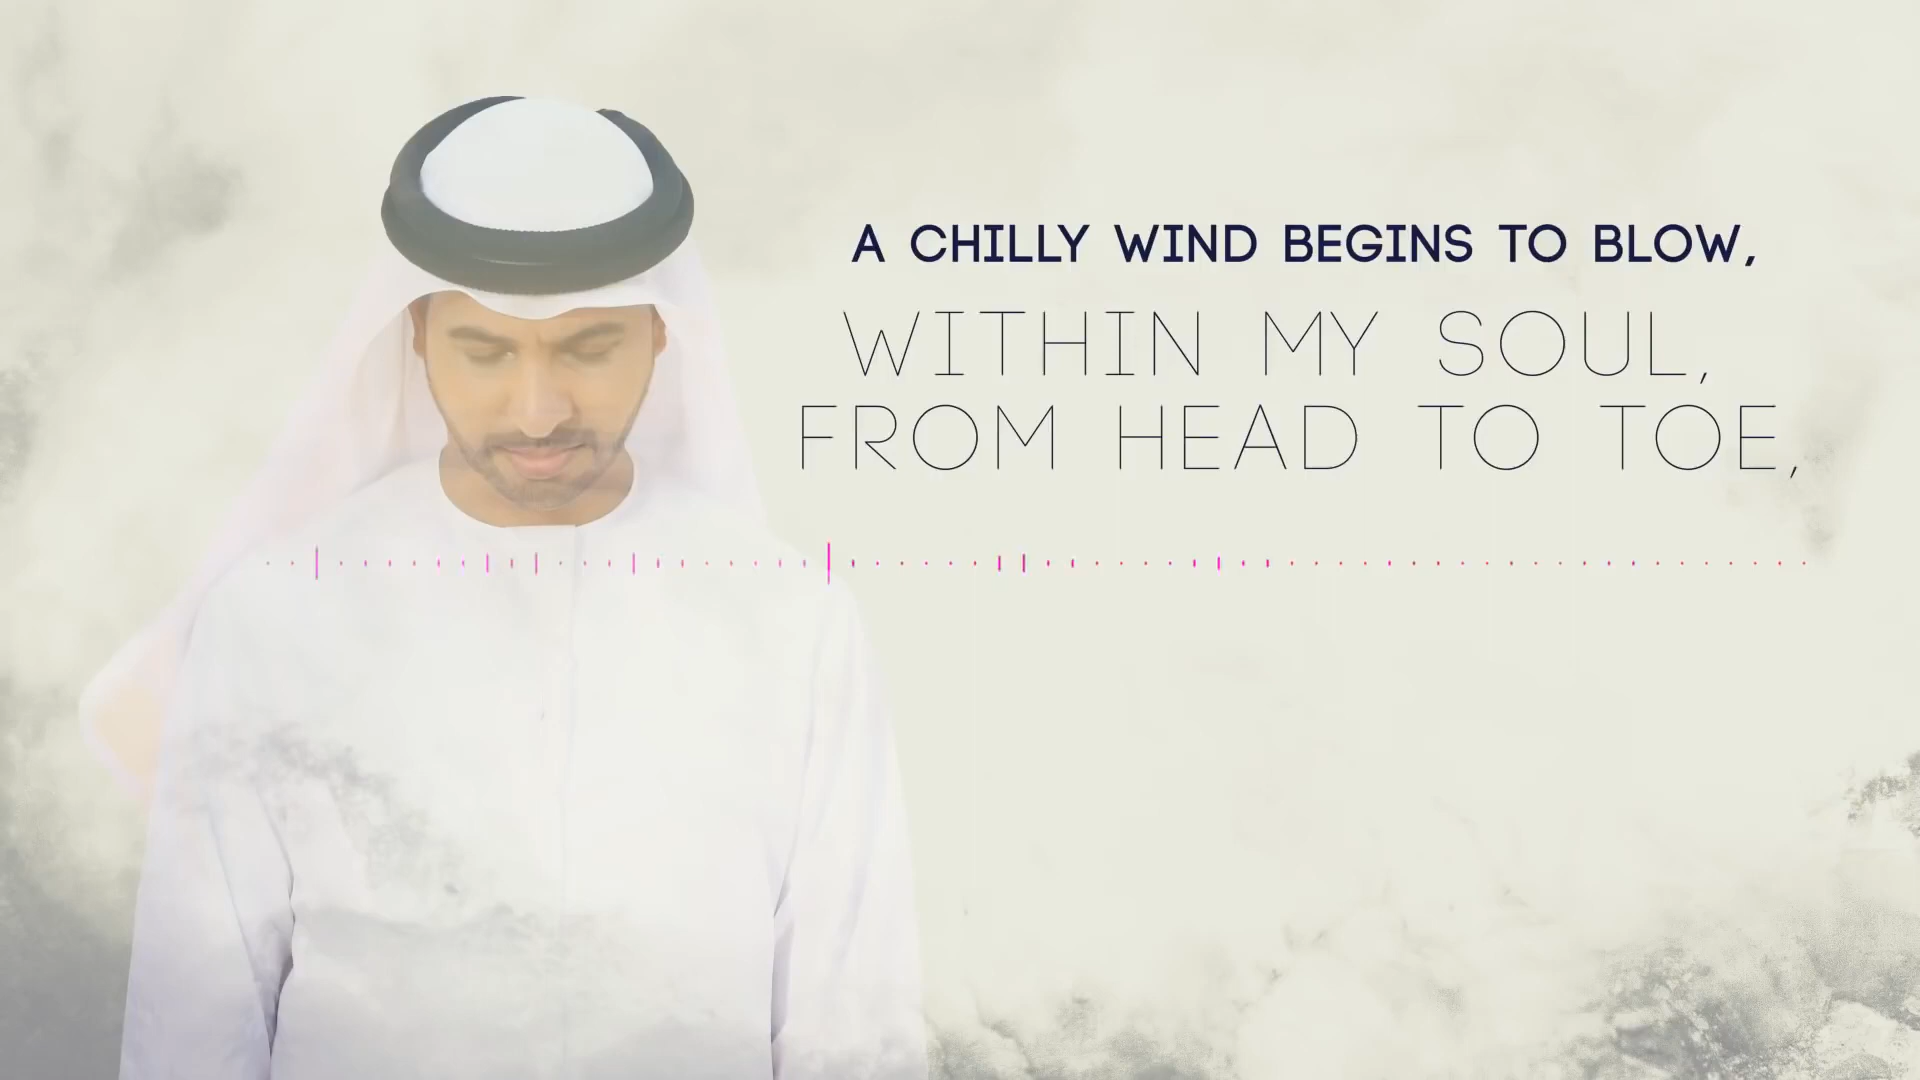 A CHILLY WIND BEGINS TO BLOW,
WITHIN MY SOUL,
FROM HEAD TO TOE,